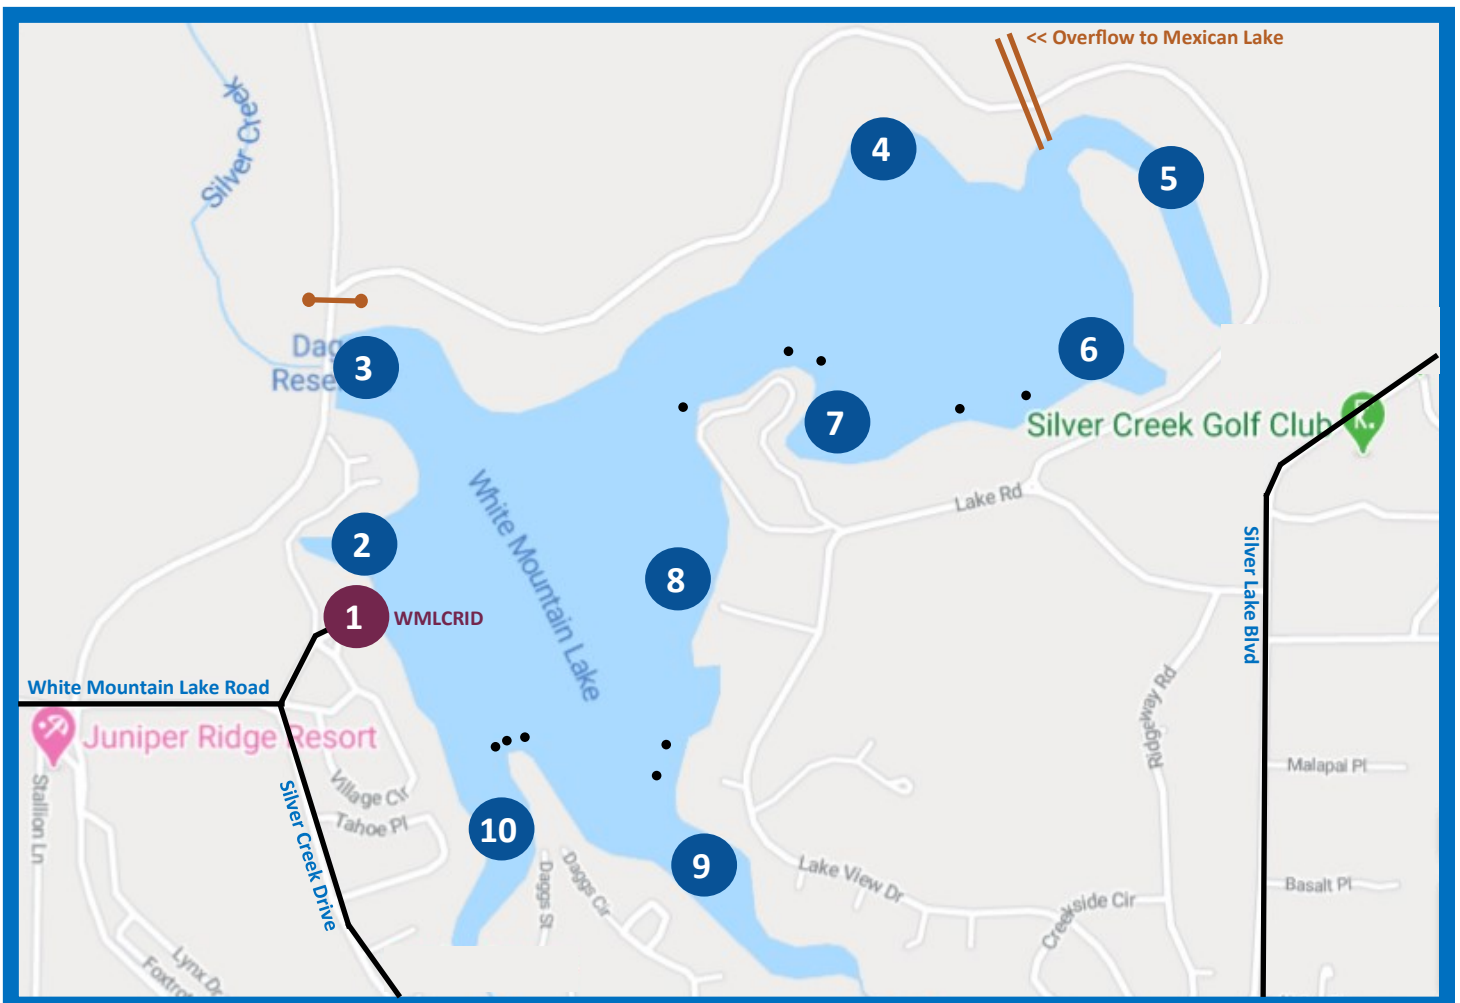 << Overflow to Mexican Lake
Silver Creek
4
5
3
6
7
Silver Creek Golf Club
White Mountain Lake
Lake Rd
2
8
1
WMLCRID
Silver Lake Blvd
White Mountain Lake Road
Juniper Ridge Resort
Ridgeway Rd
Malapai Pl
Village Cir
Tahoe Pl
Silver Creek Drive
Stallion Ln
10
9
Daggs St
Daggs Cir
Lake View Dr
Basalt Pl
Creekside Cir
Lynx Dr